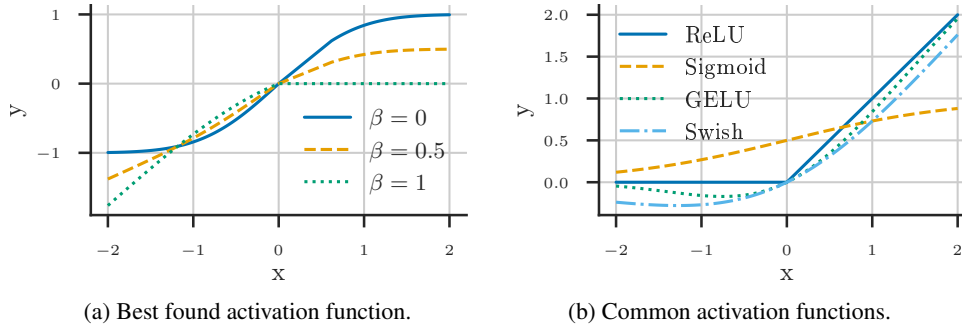 1
0
−1
y
−2
−1
0
1
2
x
β = 0
β = 0.5
β = 1
(a) Best found activation function.
2.0
1.5
1.0
0.5
0.0
y
−2
−1
0
1
2
x
ReLU
Sigmoid
GELU
Swish
(b) Common activation functions.